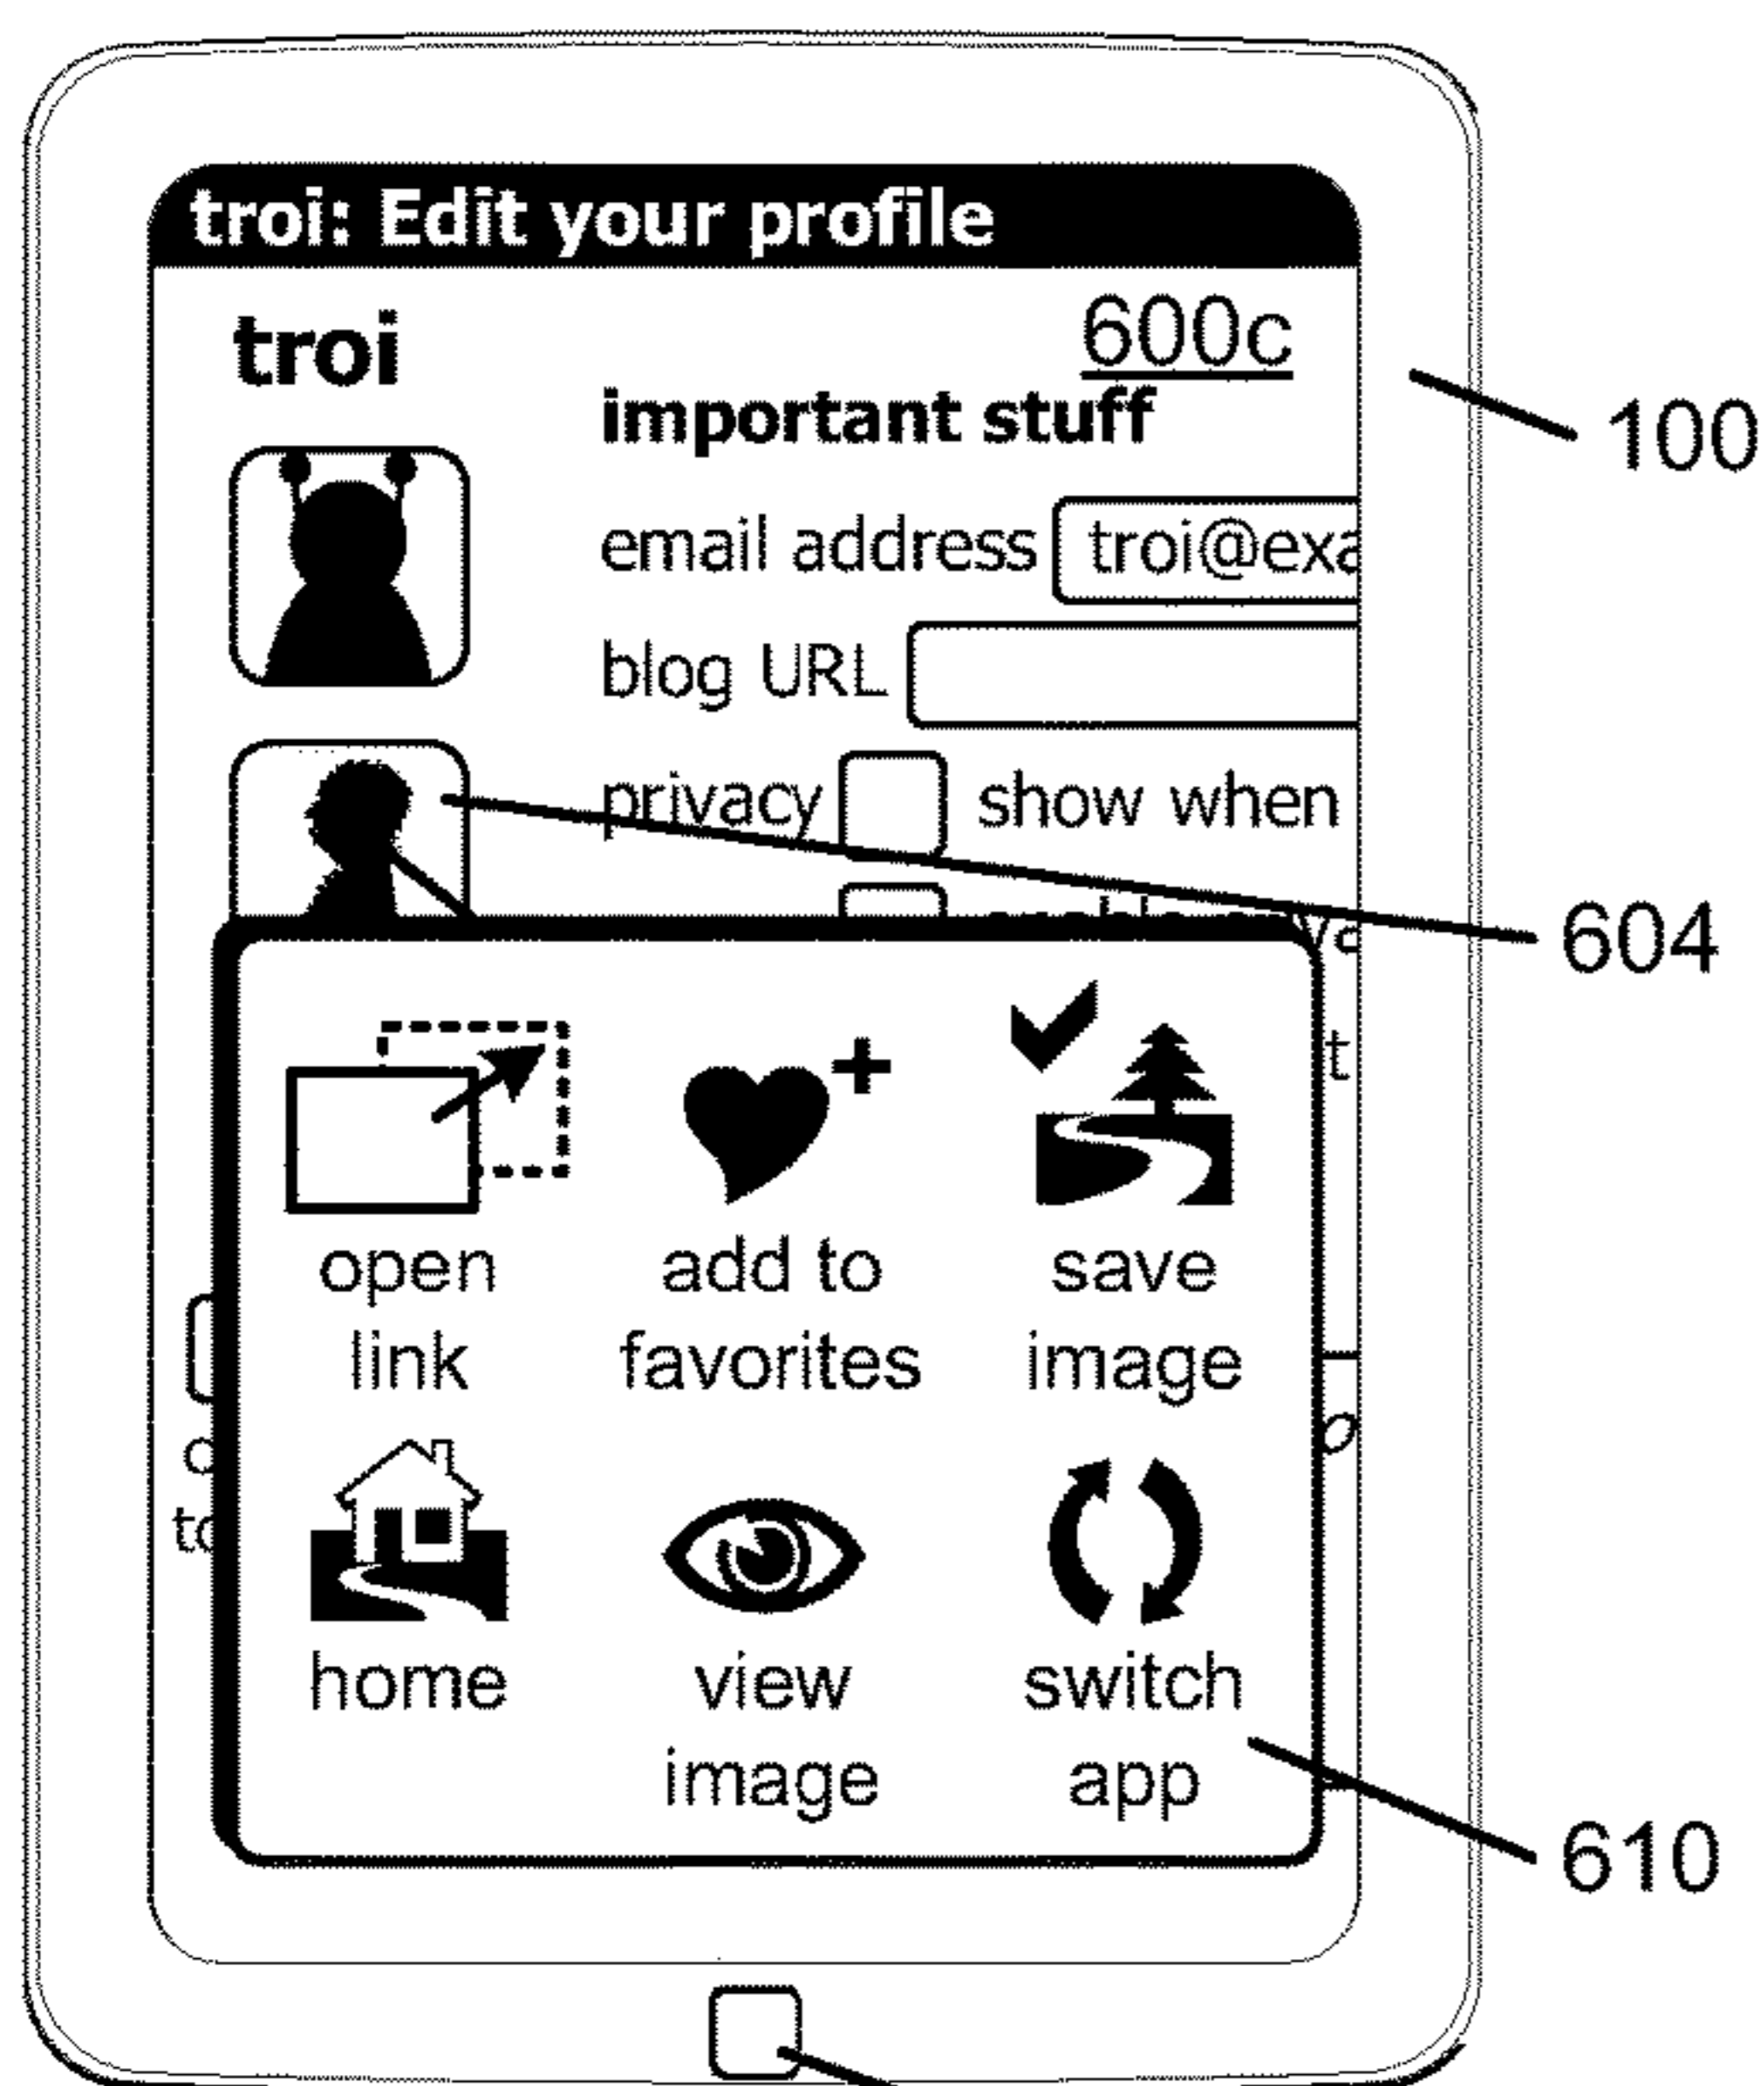 troi: Edit your profile
troi
600c
important stuff
100
email address troi@exa
blog URL
privacy show when
604
open link
add to favorites
save image
home
view image
switch app
610